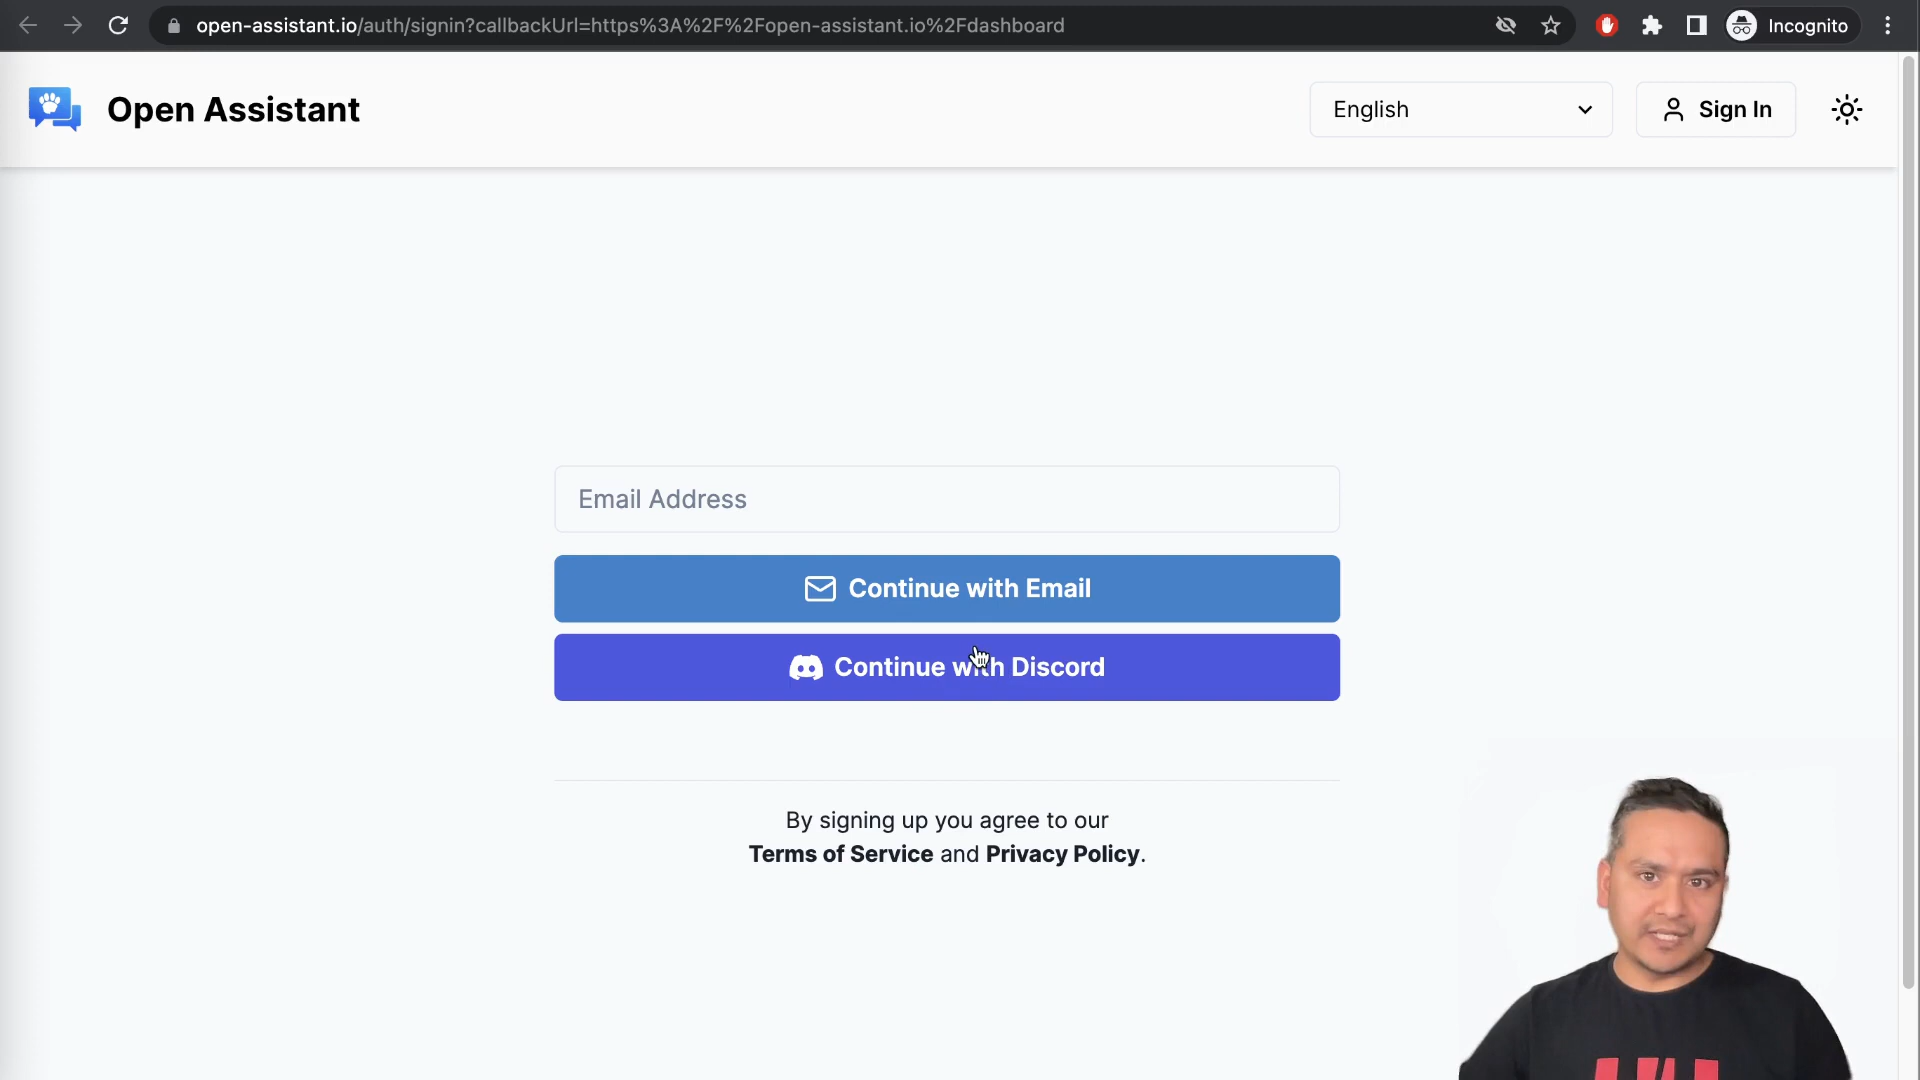 open-assistant.io/auth/signin?callbackUrl=https%3A%2F%2Fopen-assistant.io%2Fdashboard
Incognito
Open Assistant
English
Sign In
Email Address
Continue with Email
Continue with Discord
By signing up you agree to our
Terms of Service and Privacy Policy.